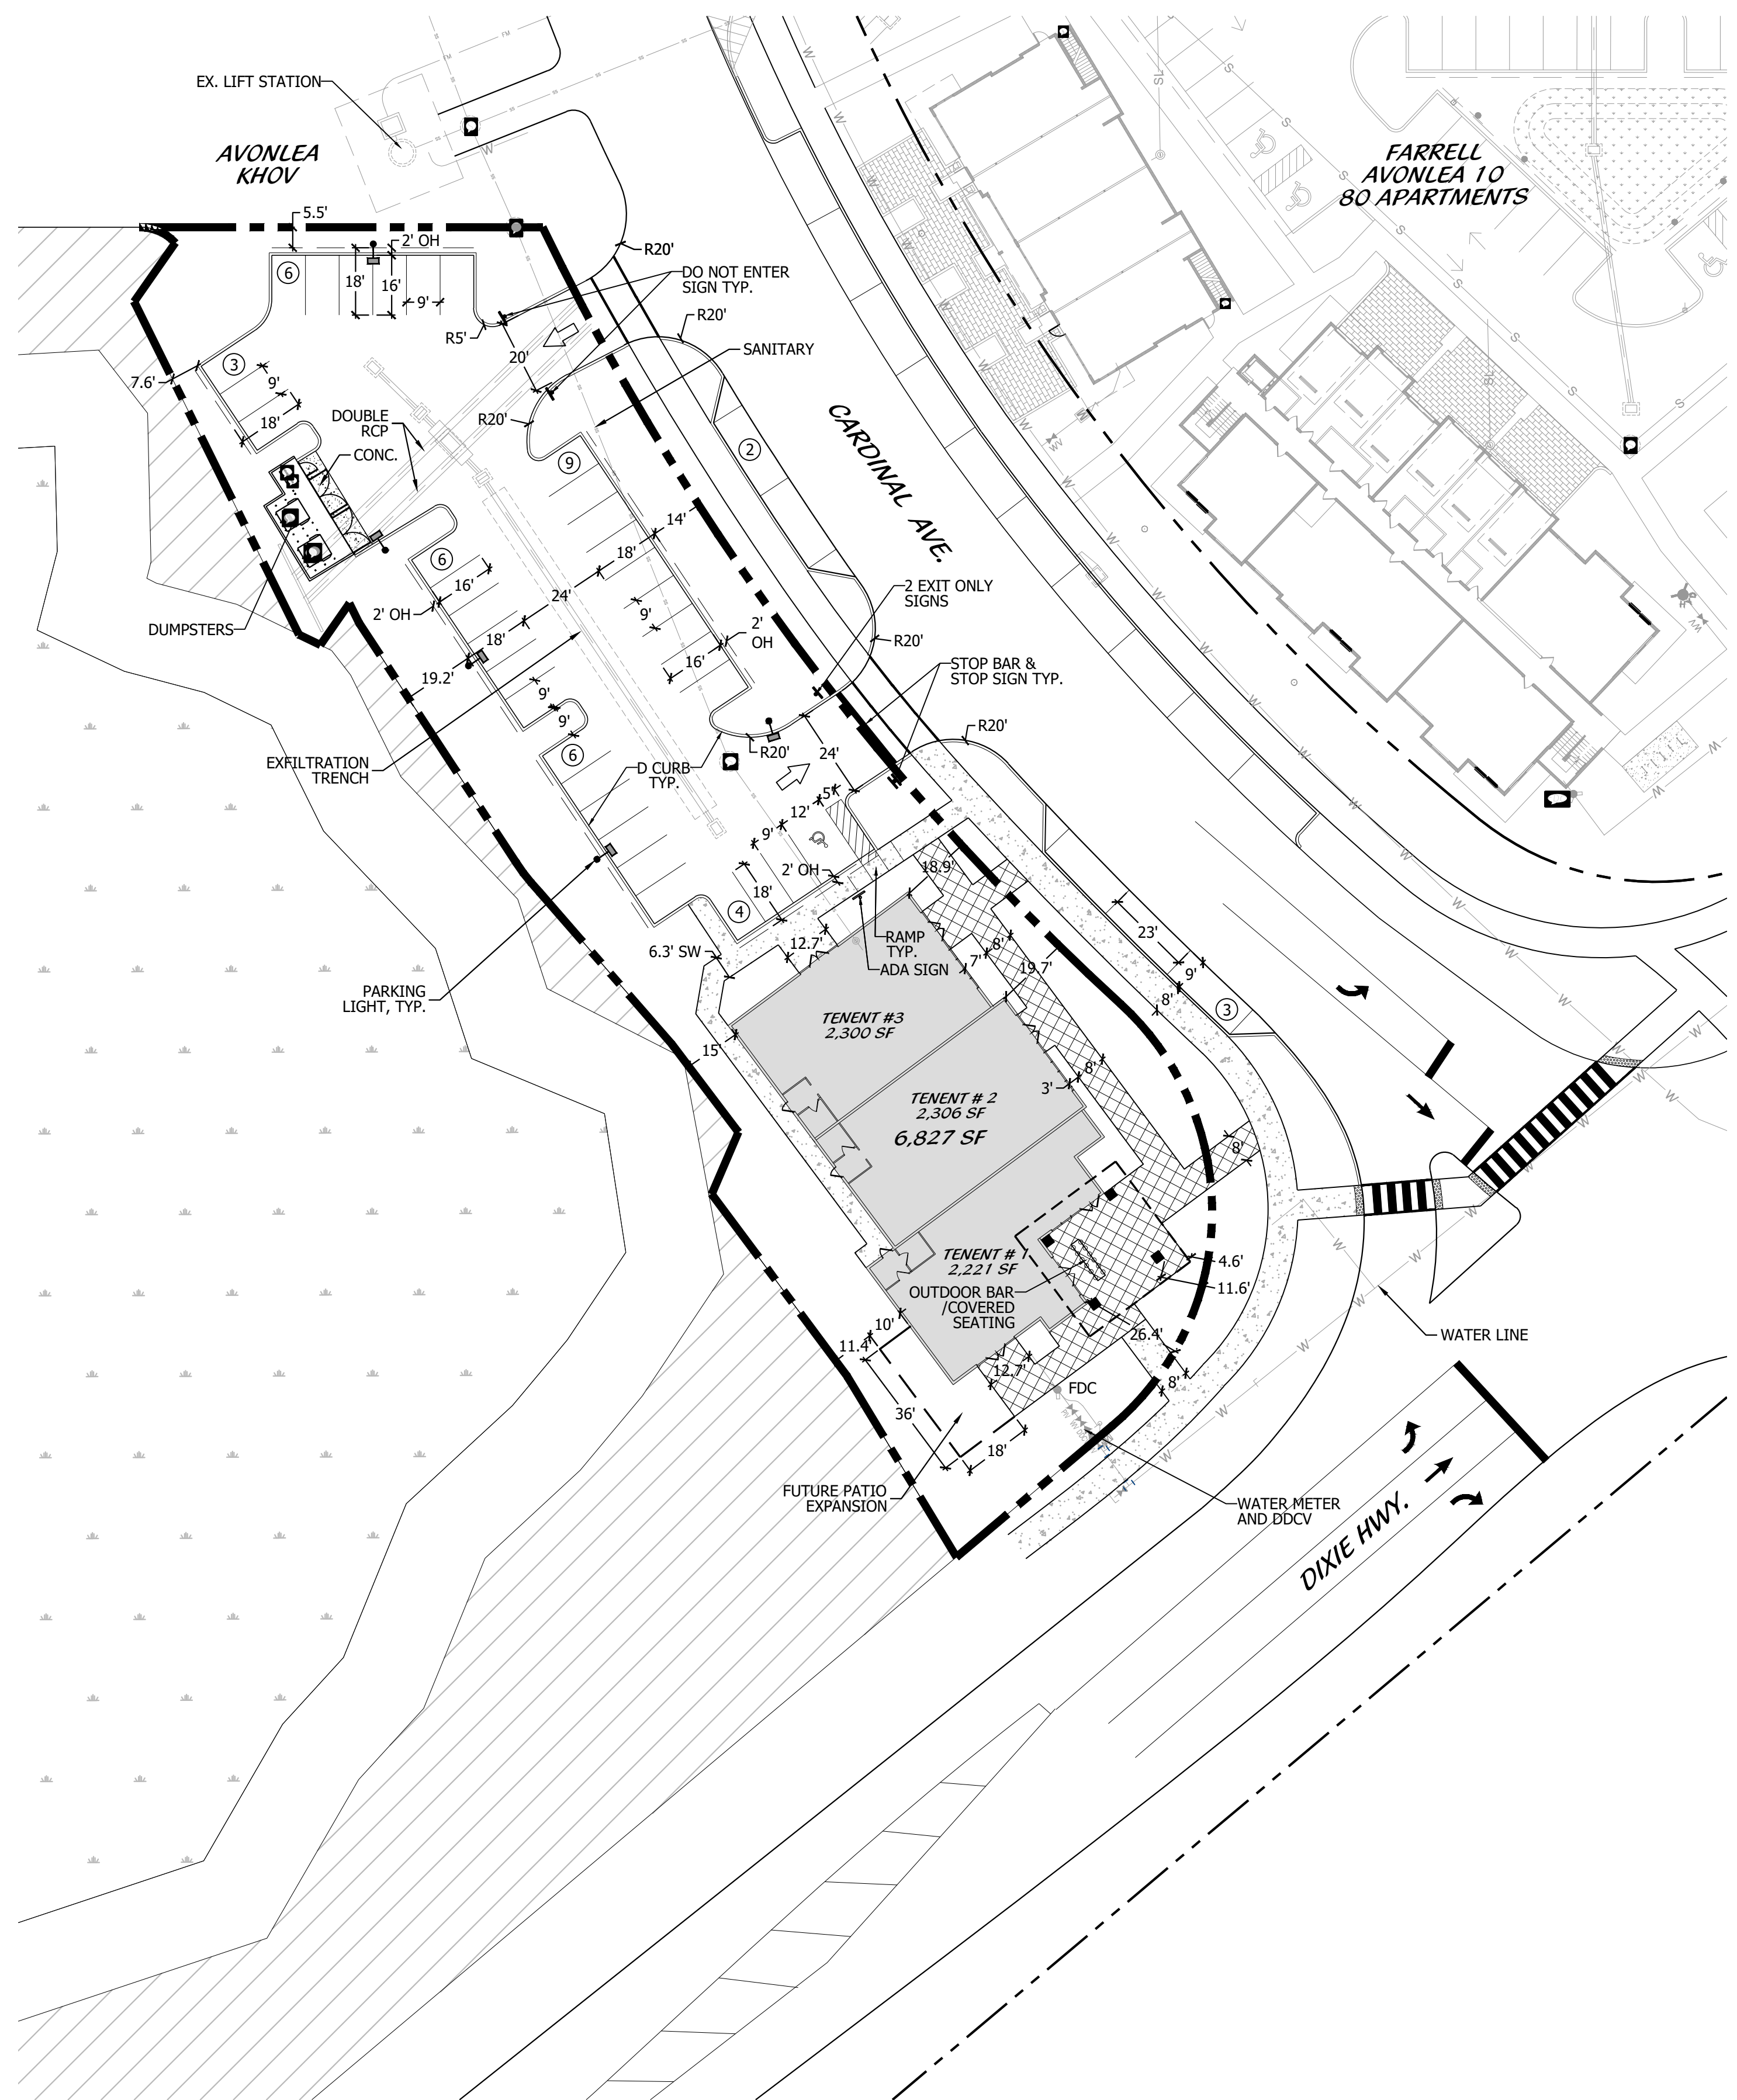 EX. LIFT STATION
AVONLEA
KHOV
FARRELL
AVONLEA 10
80 APARTMENTS
5.5'
2' OH
6
18'
16'
9'
R20'
DO NOT ENTER
SIGN TYP.
R20'
R5'
20'
SANITARY
3
7.6'
9'
18'
DOUBLE
RCP
R20'
CONC.
9
2
CARDINAL AVE.
14'
18'
6
16'
24'
9'
2' OH
2 EXIT ONLY
SIGNS
DUMPSTERS
18'
2'
OH
R20'
16'
19.2'
STOP BAR &
STOP SIGN TYP.
9'
9'
R20'
R20'
24'
6
EXFILTRATION
TRENCH
D CURB
TYP.
5'
12'
9'
2' OH
18.9'
18'
4
RAMP
TYP.
ADA SIGN
6.3' SW
12.7'
8'
7'
19.7'
23'
9'
8'
3
PARKING
LIGHT, TYP.
TENENT #3
2,300 SF
15'
8'
3'
TENENT # 2
2,306 SF
6,827 SF
8'
TENENT # 1
2,221 SF
4.6'
11.6'
OUTDOOR BAR
/COVERED
SEATING
10'
11.4'
26.4'
WATER LINE
12.7'
8'
FDC
36'
18'
FUTURE PATIO
EXPANSION
WATER METER
AND DDCV
DIXIE HWY.
W
S
SL
FM
WV